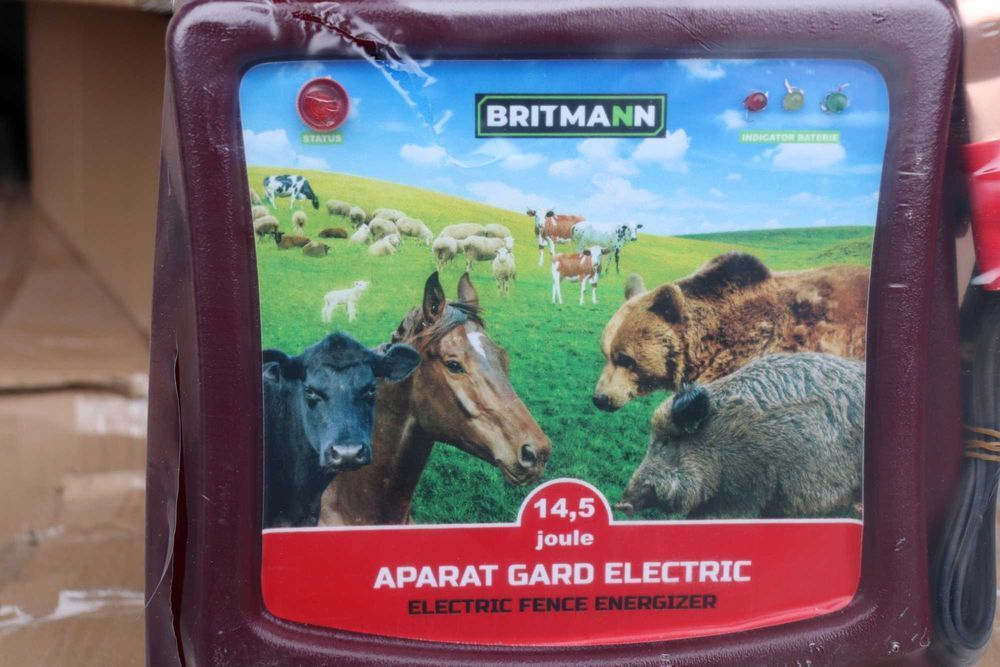 BRITMANN
STATUS
INDICATOR BATERIE
14,5
joule
APARAT GARD ELECTRIC
ELECTRIC FENCE ENERGIZER